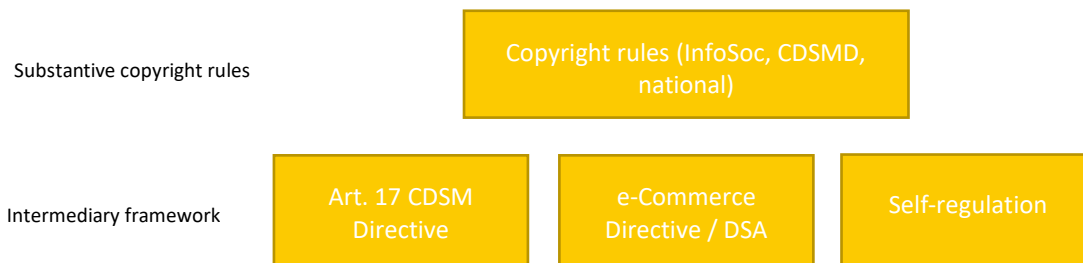 Substantive copyright rules
Copyright rules (InfoSoc, CDSMD,
national)
Intermediary framework
Art. 17 CDSM
Directive
e-Commerce
Directive / DSA
Self-regulation